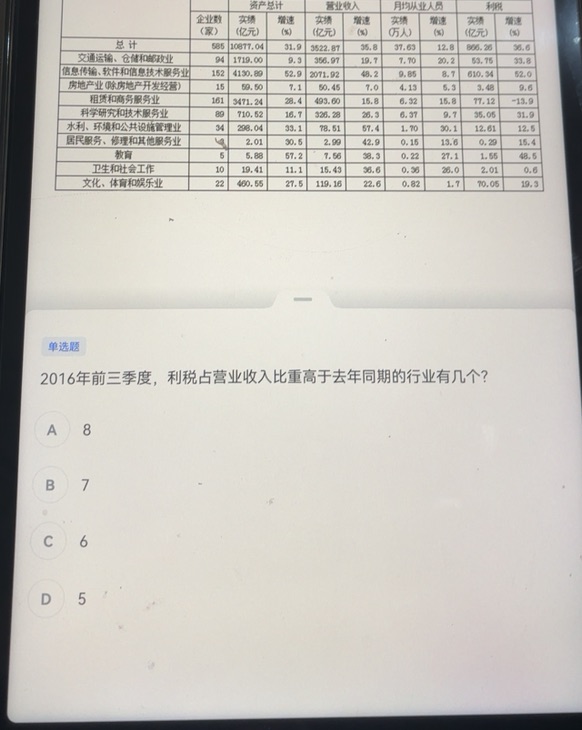 资产总计 营业收入 月均从业人员 利税
企业数(家) 实绩(亿元) 增速(%) 实绩(亿元) 增速(%) 实绩(万人) 增速(%) 实绩(亿元) 增速(%)
总计 585 10877.04 31.9 3522.87 35.8 37.63 12.8 866.26 36.6
交通运输、仓储和邮政业 94 1719.00 9.3 356.97 19.7 7.70 20.2 53.75 33.8
信息传输、软件和信息技术服务业 152 4130.89 52.9 2071.92 48.2 9.85 8.7 610.34 52.0
房地产业(除房地产开发经营) 15 59.50 7.1 50.45 7.0 4.13 5.3 3.48 9.6
租赁和商务服务业 161 3471.24 28.4 493.60 15.8 6.32 15.8 77.12 -13.9
科学研究和技术服务业 89 710.52 16.7 326.28 26.3 6.37 9.7 35.05 31.9
水利、环境和公共设施管理业 34 298.04 33.1 78.51 57.4 1.70 30.1 12.61 12.5
居民服务、修理和其他服务业 2.01 30.5 2.99 42.9 0.15 13.6 0.29 15.4
教育 5 5.88 57.2 7.56 38.3 0.22 27.1 1.55 48.5
卫生和社会工作 10 19.41 11.1 15.43 36.6 0.36 26.0 2.01 0.6
文化、体育和娱乐业 22 460.55 27.5 119.16 22.6 0.82 1.7 70.05 19.3
单选题
2016年前三季度，利税占营业收入比重高于去年同期的行业有几个?
A 8
B 7
C 6
D 5